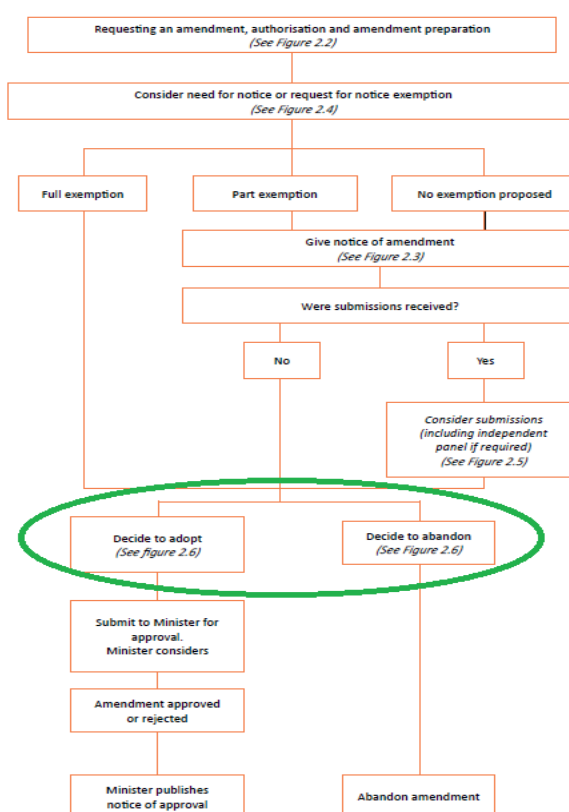 Requesting an amendment, authorisation and amendment preparation
(See Figure 2.2)
Consider need for notice or request for notice exemption
(See Figure 2.4)
Full exemption
Part exemption
No exemption proposed
Give notice of amendment
(See Figure 2.3)
Were submissions received?
No
Yes
Consider submissions
(including independent
panel if required)
(See Figure 2.5)
Decide to adopt
(See figure 2.6)
Decide to abandon
(See Figure 2.6)
Submit to Minister for
approval.
Minister considers
Amendment approved
or rejected
Minister publishes
notice of approval
Abandon amendment